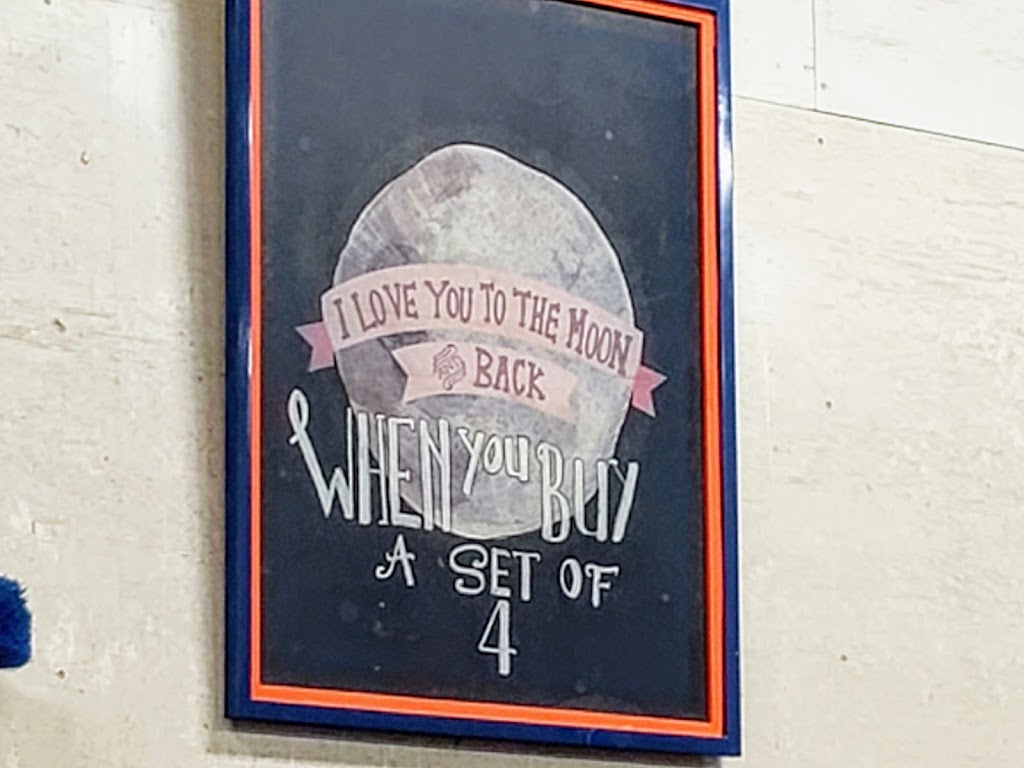 I LOVE YOU TO THE MOON
& BACK
WHEN YOU BUY
A SET OF
4